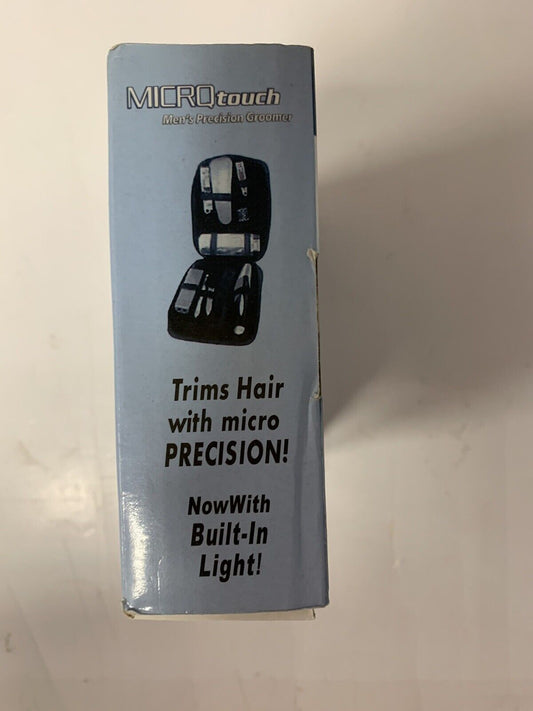 MICROtouch
Men's Precision Groomer
Trims Hair
with micro
PRECISION!
NowWith
Built-In
Light!